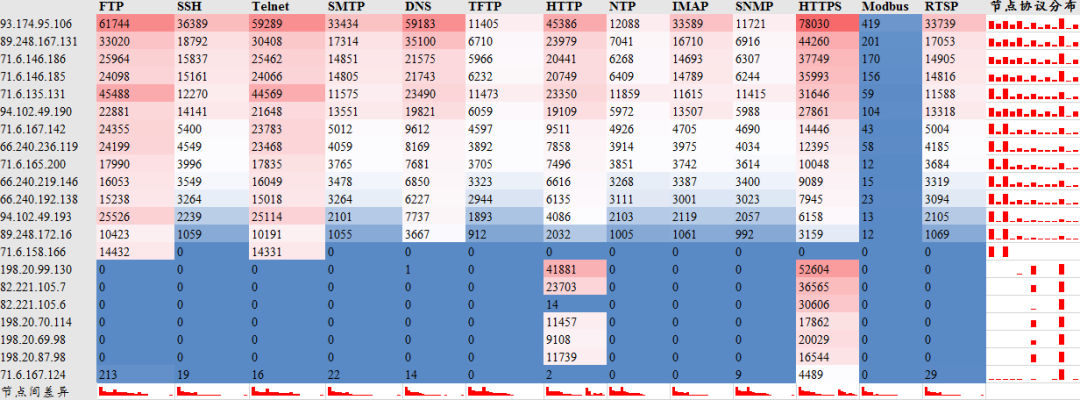 FTP SSH Telnet SMTP DNS TFTP HTTP NTP IMAP SNMP HTTPS Modbus RTSP 节点协议分布
93.174.95.106 61744 36389 59289 33434 59183 11405 45386 12088 33589 11721 78030 419 33739
89.248.167.131 33020 18792 30408 17314 35100 6710 23979 7041 16710 6916 44260 201 17053
71.6.146.186 25964 15837 25462 14851 21575 5966 20441 6268 14693 6307 37749 170 14905
71.6.146.185 24098 15161 24066 14805 21743 6232 20749 6409 14789 6244 35993 156 14816
71.6.135.131 45488 12270 44569 11575 23490 11473 23350 11859 11615 11415 31646 59 11588
94.102.49.190 22881 14141 21648 13551 19821 6059 19109 5972 13507 5988 27861 104 13318
71.6.167.142 24355 5400 23783 5012 9612 4597 9511 4926 4705 4690 14446 43 5004
66.240.236.119 24199 4549 23468 4059 8169 3892 7858 3914 3975 4034 12395 58 4185
71.6.165.200 17990 3996 17835 3765 7681 3705 7496 3851 3742 3614 10048 12 3684
66.240.219.146 16053 3549 16049 3478 6850 3323 6616 3268 3387 3400 9089 15 3319
66.240.192.138 15238 3264 15018 3264 6227 2944 6135 3111 3001 3023 7945 23 3094
94.102.49.193 25526 2239 25114 2101 7737 1893 4086 2103 2119 2057 6158 13 2105
89.248.172.16 10423 1059 10191 1055 3667 912 2032 1005 1061 992 3159 12 1069
71.6.158.166 14432 0 14331 0 0 0 0 0 0 0 0 0 0
198.20.99.130 0 0 0 0 1 0 41881 0 0 0 52604 0 0
82.221.105.7 0 0 0 0 0 0 23703 0 0 0 36565 0 0
82.221.105.6 0 0 0 0 0 0 14 0 0 0 30606 0 0
198.20.70.114 0 0 0 0 0 0 11457 0 0 0 17862 0 0
198.20.69.98 0 0 0 0 0 0 9108 0 0 0 20029 0 0
198.20.87.98 0 0 0 0 0 0 11739 0 0 0 16544 0 0
71.6.167.124 213 19 16 22 14 0 2 0 0 9 4489 0 29
节点间差异